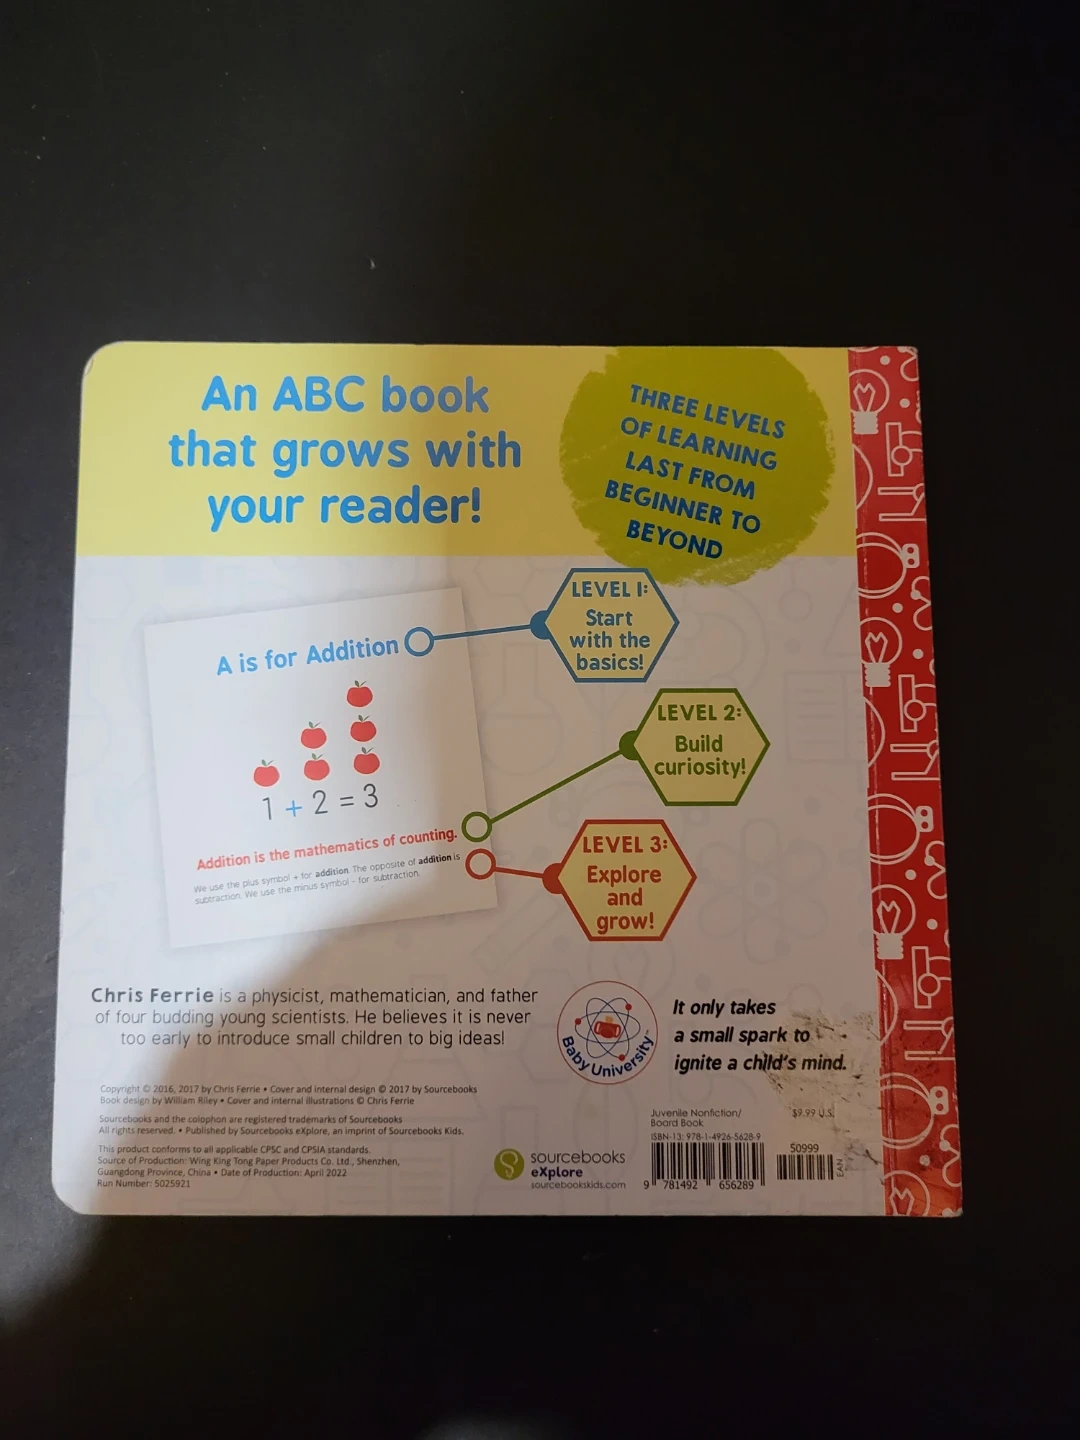 An ABC book
that grows with
your reader!
THREE LEVELS
OF LEARNING
LAST FROM
BEGINNER TO
BEYOND
A is for Addition
1 + 2 = 3
Addition is the mathematics of counting.
We use the plus symbol + for addition. The opposite of addition is
subtraction. We use the minus symbol - for subtraction.
LEVEL 1:
Start
with the
basics!
LEVEL 2:
Build
curiosity!
LEVEL 3:
Explore
and
grow!
Chris Ferrie is a physicist, mathematician, and father
of four budding young scientists. He believes it is never
too early to introduce small children to big ideas!
Baby University™
It only takes
a small spark to
ignite a child's mind.
Copyright © 2016, 2017 by Chris Ferrie • Cover and internal design © 2017 by Sourcebooks
Book design by William Riley • Cover and internal illustrations © Chris Ferrie
Sourcebooks and the colophon are registered trademarks of Sourcebooks
All rights reserved. • Published by Sourcebooks eXplore, an imprint of Sourcebooks Kids.
This product conforms to all applicable CPSC and CPSIA standards.
Source of Production: Wing King Tong Paper Products Co. Ltd., Shenzhen,
Guangdong Province, China • Date of Production: April 2022
Run Number: 5025921
sourcebooks
eXplore
sourcebookskids.com
Juvenile Nonfiction/
Board Book
$9.99 U.S.
ISBN-13: 978-1-4926-5628-9
50999
EAN
9 781492 656289